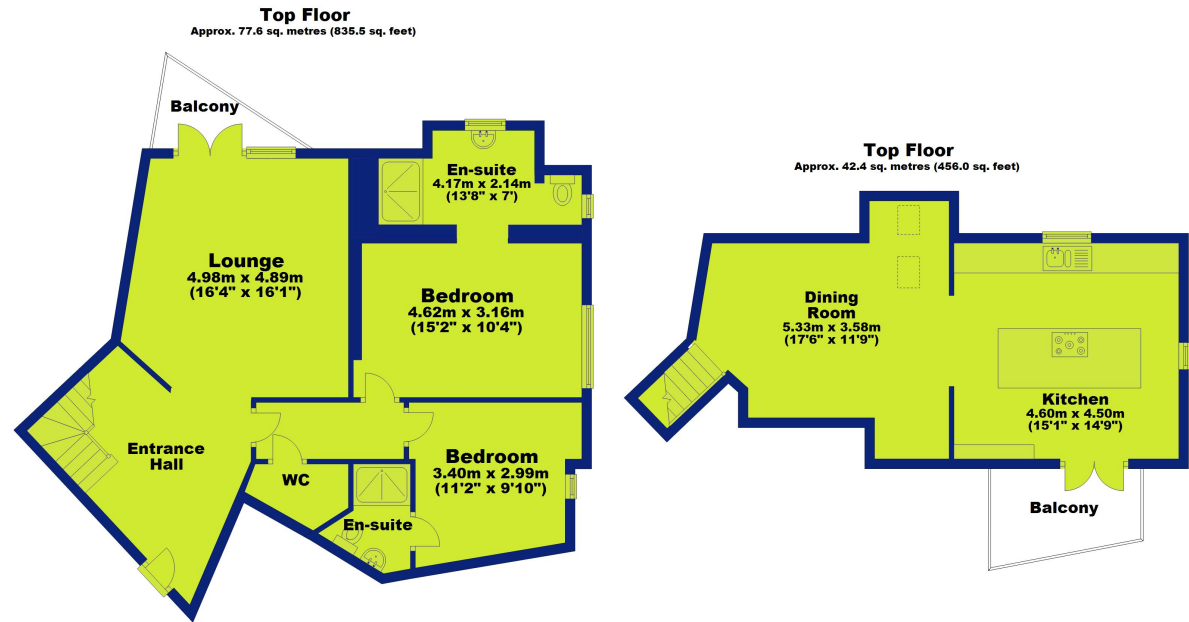 Top Floor
Approx. 77.6 sq. metres (835.5 sq. feet)
Balcony
En-suite
4.17m x 2.14m
(13'8" x 7')
Lounge
4.98m x 4.89m
(16'4" x 16'1")
Bedroom
4.62m x 3.16m
(15'2" x 10'4")
Entrance
Hall
WC
Bedroom
3.40m x 2.99m
(11'2" x 9'10")
En-suite
Top Floor
Approx. 42.4 sq. metres (456.0 sq. feet)
Dining
Room
5.33m x 3.58m
(17'6" x 11'9")
Kitchen
4.60m x 4.50m
(15'1" x 14'9")
Balcony